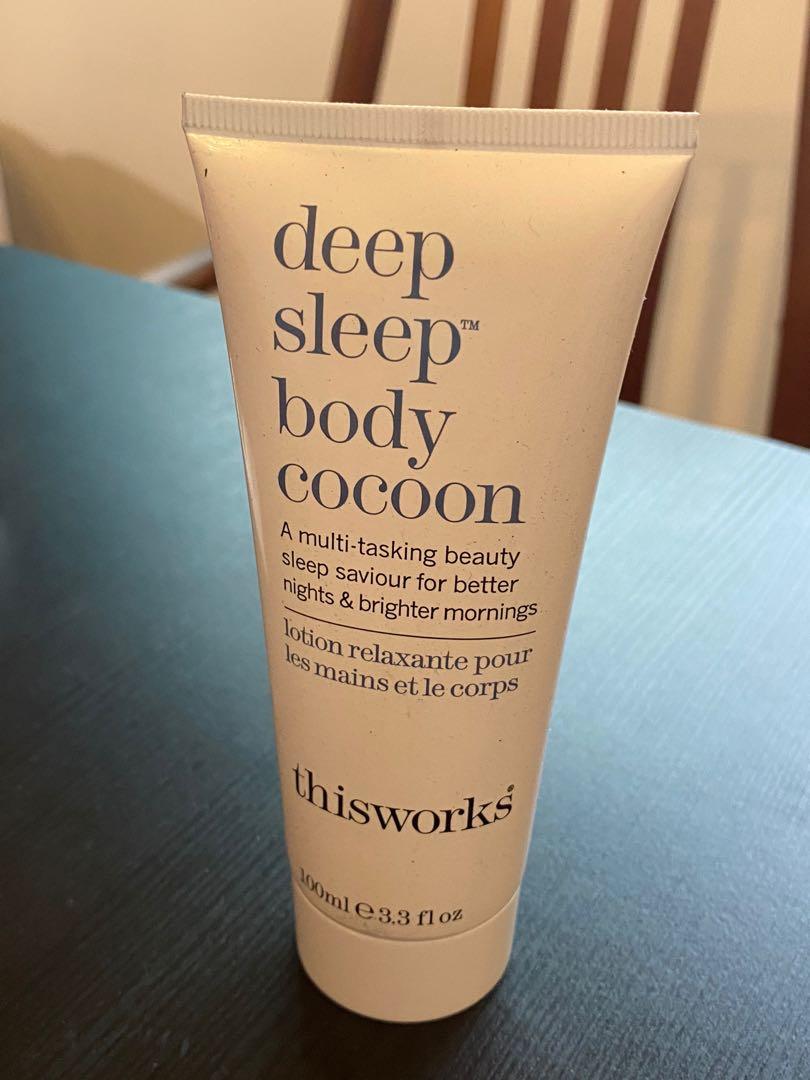 deep
sleep™
body
cocoon
A multi-tasking beauty
sleep saviour for better
nights & brighter mornings
lotion relaxante pour
les mains et le corps
thisworks®
100ml ℮ 3.3 fl oz